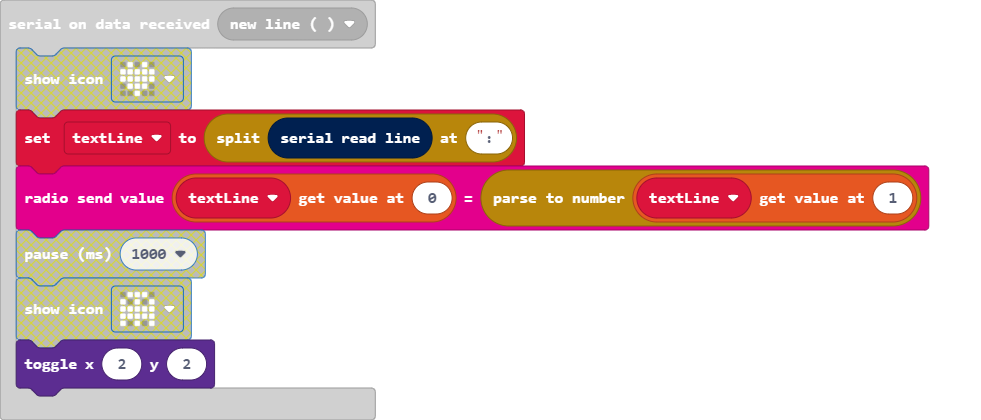 serial on data received new line ( )
show icon
set textLine to split serial read line at ":"
radio send value textLine get value at 0 = parse to number textLine get value at 1
pause (ms) 1000
show icon
toggle x 2 y 2